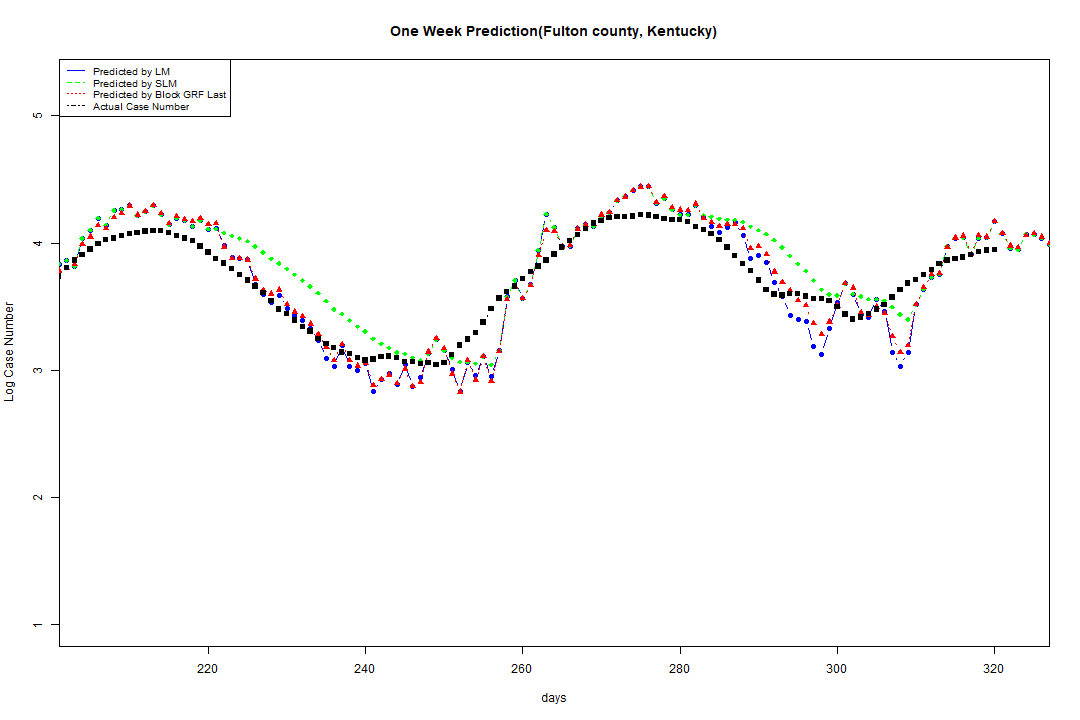 One Week Prediction(Fulton county, Kentucky)
Predicted by LM
Predicted by SLM
Predicted by Block GRF Last
Actual Case Number
5
4
3
2
1
Log Case Number
220
240
260
280
300
320
days